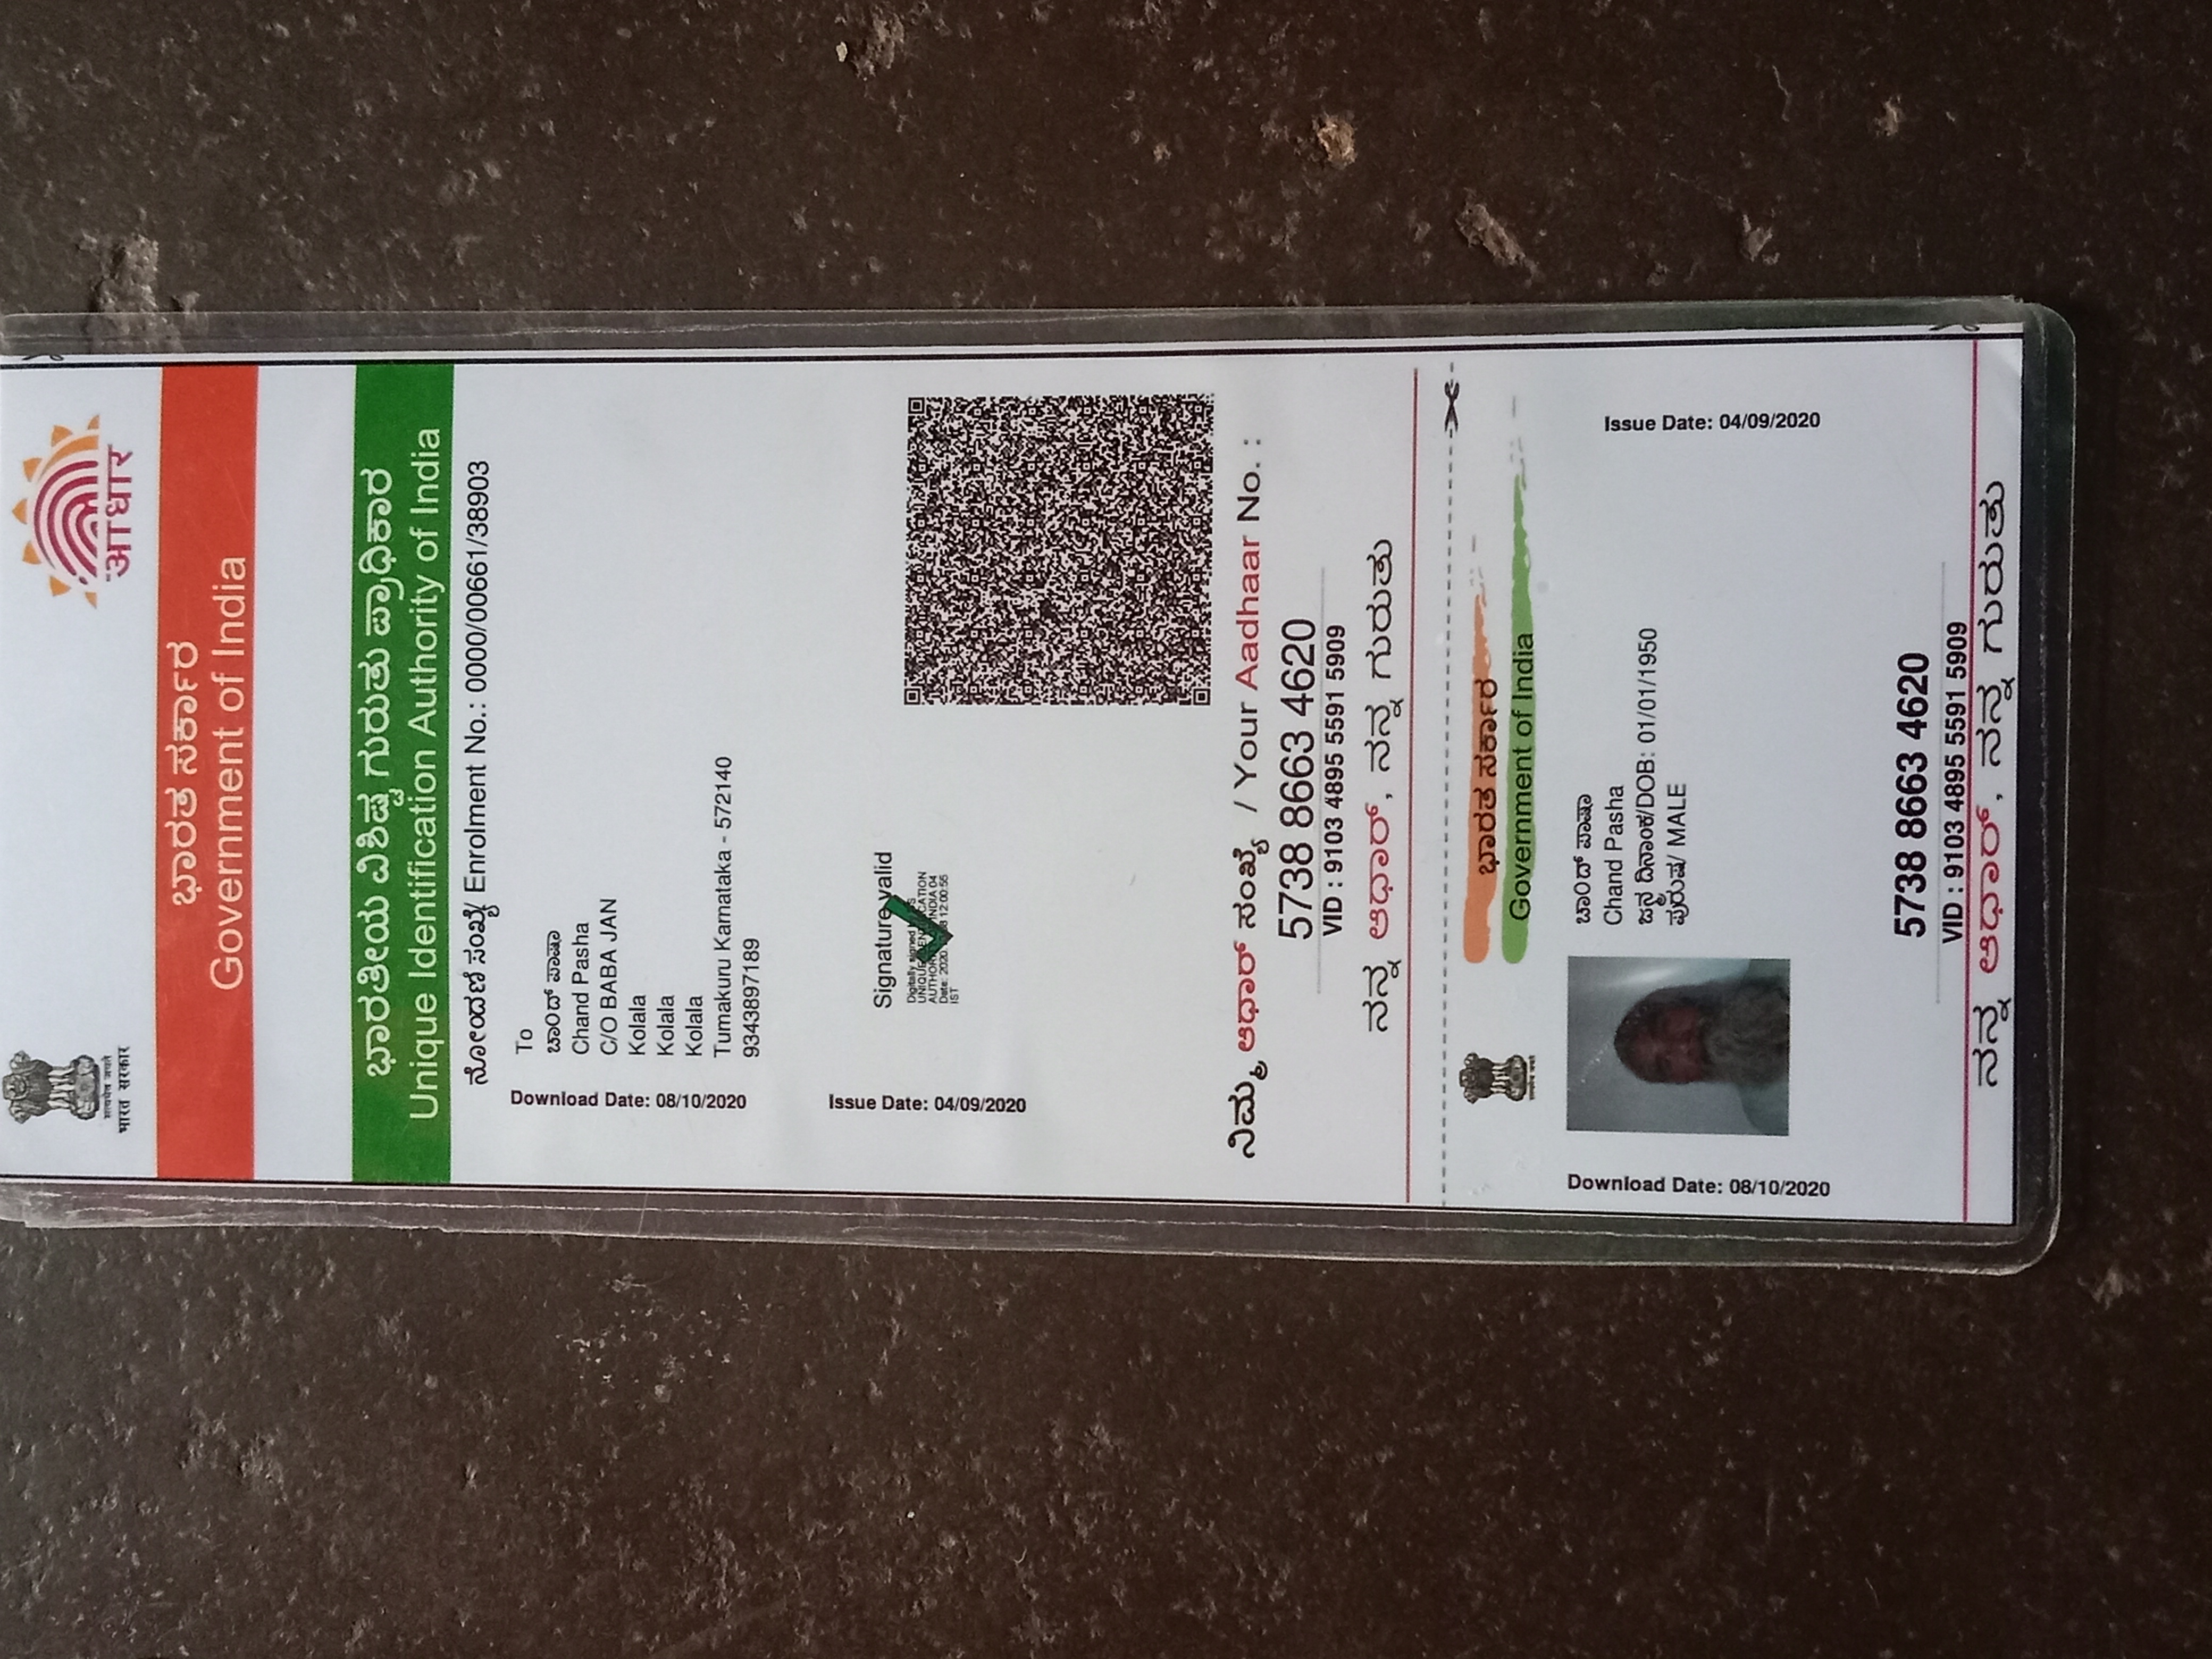 सत्यमेव जयते
भारत सरकार
आधार
ಭಾರತ ಸರ್ಕಾರ
Government of India
ಭಾರತೀಯ ವಿಶಿಷ್ಟ ಗುರುತು ಪ್ರಾಧಿಕಾರ
Unique Identification Authority of India
ನೋಂದಣಿ ಸಂಖ್ಯೆ/ Enrolment No.: 0000/00661/38903
Download Date: 08/10/2020
To
ಚಾಂದ್ ಪಾಷಾ
Chand Pasha
C/O BABA JAN
Kolala
Kolala
Kolala
Tumakuru Karnataka - 572140
9343897189
Issue Date: 04/09/2020
Signature valid
Digitally signed
UNIQUE IDENTIFICATION
AUTHORITY INDIA 04
Date: 2020 12:00:55
IST
ನಿಮ್ಮ ಆಧಾರ್ ಸಂಖ್ಯೆ / Your Aadhaar No. :
5738 8663 4620
VID : 9103 4895 5591 5909
ನನ್ನ ಆಧಾರ್, ನನ್ನ ಗುರುತು
ಭಾರತ ಸರ್ಕಾರ
Government of India
Download Date: 08/10/2020
ಚಾಂದ್ ಪಾಷಾ
Chand Pasha
ಜನ್ಮ ದಿನಾಂಕ/DOB: 01/01/1950
ಪುರುಷ/ MALE
Issue Date: 04/09/2020
5738 8663 4620
VID : 9103 4895 5591 5909
ನನ್ನ ಆಧಾರ್, ನನ್ನ ಗುರುತು